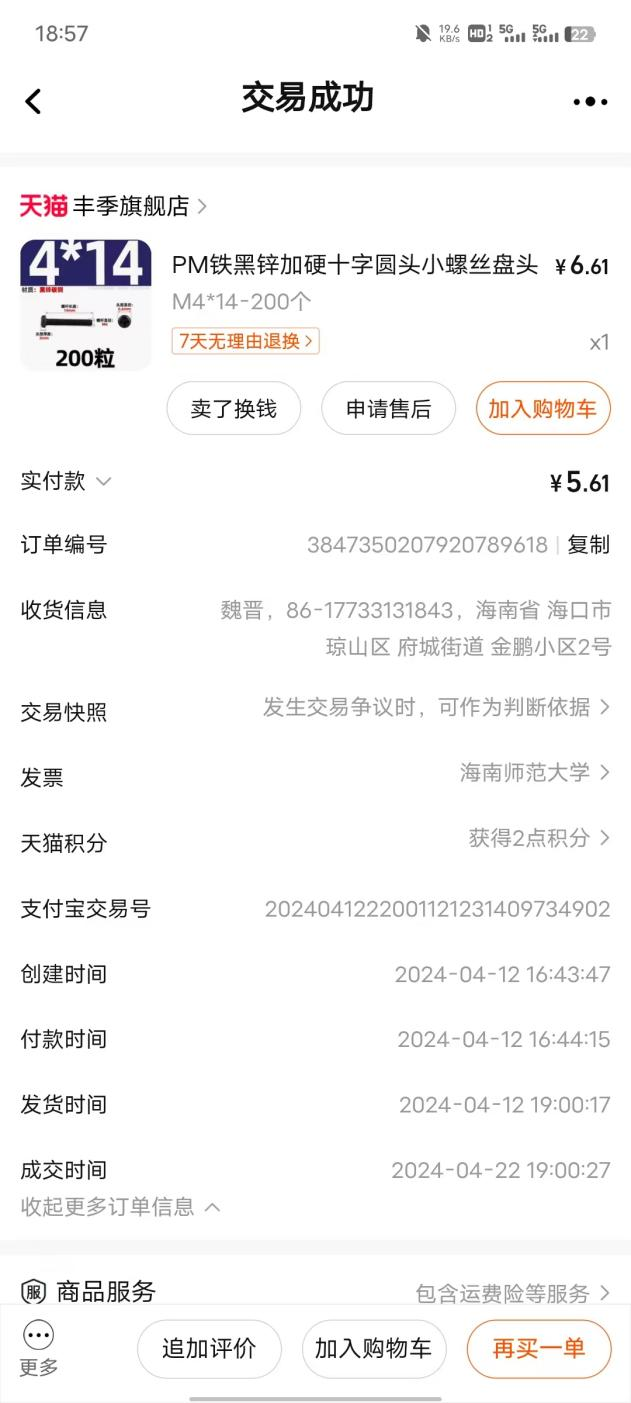 18:57
19.6 KB/s HD 1 2 5G 5G 22
交易成功
天猫 丰季旗舰店
4*14
PM铁黑锌加硬十字圆头小螺丝盘头 ¥6.61
M4*14-200个
7天无理由退换 x1
200粒
卖了换钱 申请售后 加入购物车
实付款 ¥5.61
订单编号 3847350207920789618 | 复制
收货信息 魏晋，86-17733131843，海南省 海口市
琼山区 府城街道 金鹏小区2号
交易快照 发生交易争议时，可作为判断依据
发票 海南师范大学
天猫积分 获得2点积分
支付宝交易号 2024041222001121231409734902
创建时间 2024-04-12 16:43:47
付款时间 2024-04-12 16:44:15
发货时间 2024-04-12 19:00:17
成交时间 2024-04-22 19:00:27
收起更多订单信息
服 商品服务 包含运费险等服务
更多 追加评价 加入购物车 再买一单